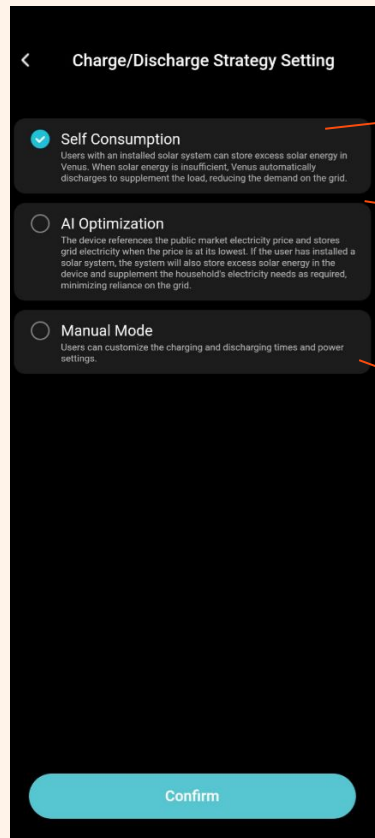 Charge/Discharge Strategy Setting
Self Consumption
Users with an installed solar system can store excess solar energy in
Venus. When solar energy is insufficient, Venus automatically
discharges to supplement the load, reducing the demand on the grid.
AI Optimization
The device references the public market electricity price and stores
grid electricity when the price is at its lowest. If the user has installed a
solar system, the system will also store excess solar energy in the
device and supplement the household's electricity needs as required,
minimizing reliance on the grid.
Manual Mode
Users can customize the charging and discharging times and power
settings.
Confirm